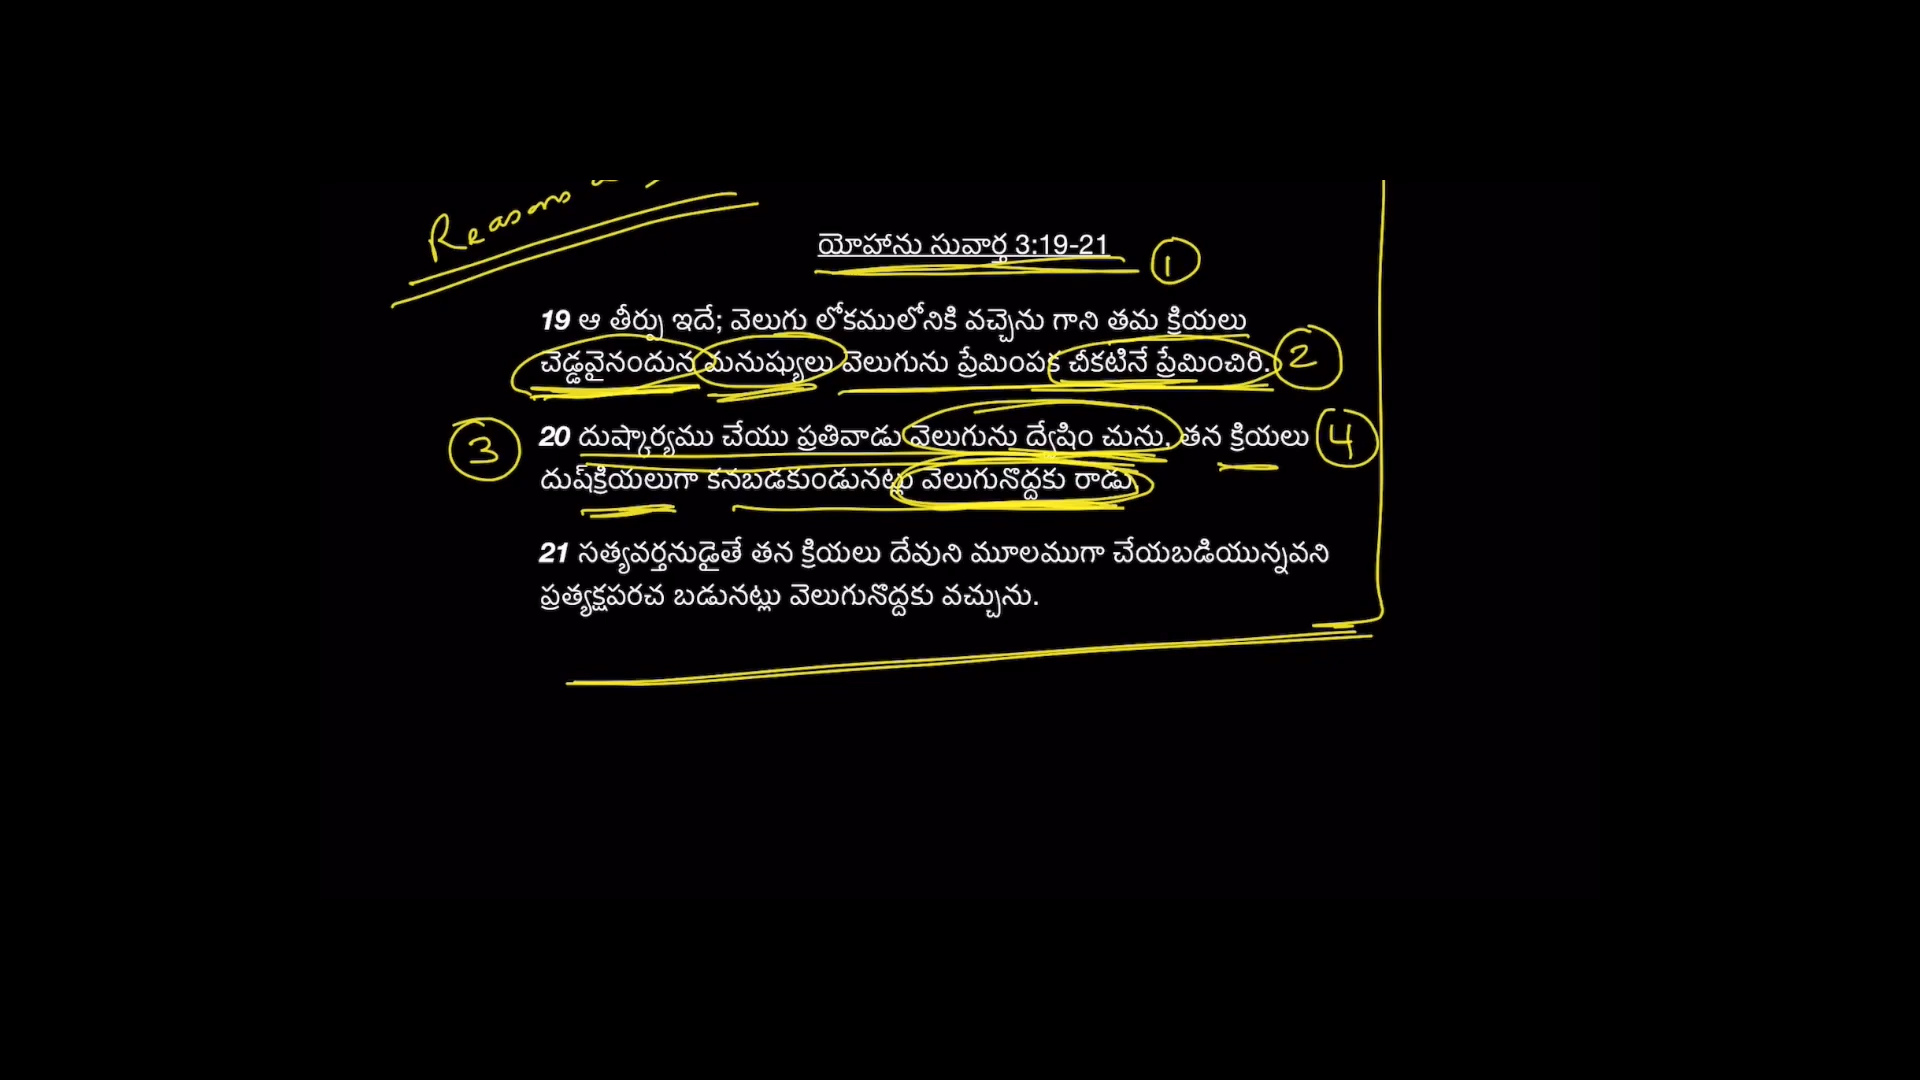 Reasons
యోహాను సువార్త 3:19-21
1
19 ఆ తీర్పు ఇదే; వెలుగు లోకములోనికి వచ్చెను గాని తమ క్రియలు
చెడ్డవైనందున మనుష్యులు వెలుగును ప్రేమింపక చీకటినే ప్రేమించిరి. 2
3 20 దుష్కార్యము చేయు ప్రతివాడు వెలుగును ద్వేషిం చును, తన క్రియలు 4
దుష్‌క్రియలుగా కనబడకుండునట్లు వెలుగునొద్దకు రాడు.
21 సత్యవర్తనుడైతే తన క్రియలు దేవుని మూలముగా చేయబడియున్నవని
ప్రత్యక్షపరచ బడునట్లు వెలుగునొద్దకు వచ్చును.